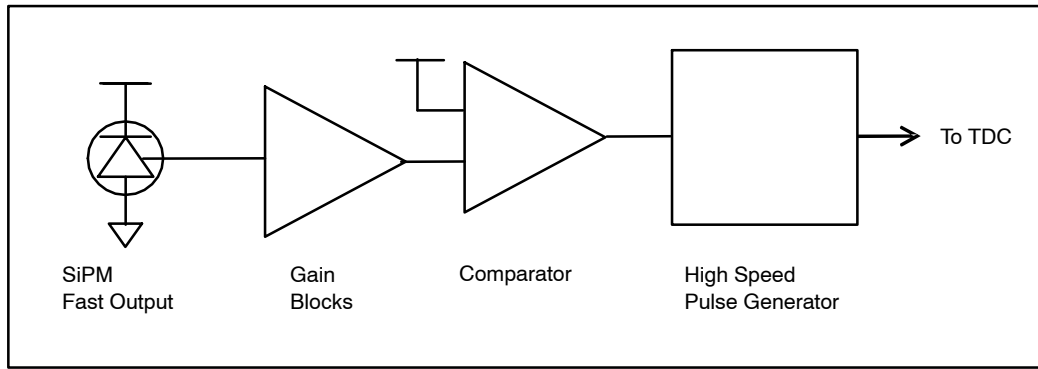 To TDC
SiPM
Fast Output
Gain
Blocks
Comparator
High Speed
Pulse Generator